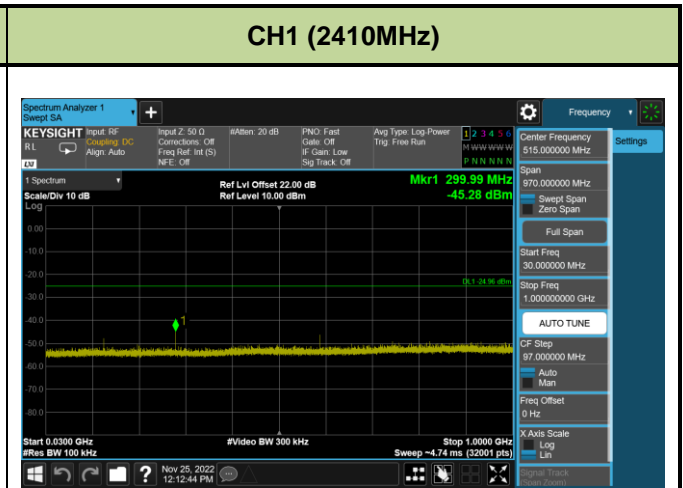 CH1 (2410MHz)
Spectrum Analyzer 1
Swept SA
+
Frequency
KEYSIGHT Input: RF Input Z: 50 Ω #Atten: 20 dB PNO: Fast Avg Type: Log-Power 1 2 3 4 5 6
RL Coupling: DC Corrections: Off Gate: Off Trig: Free Run M W W W W W
Align: Auto Freq Ref: Int (S) IF Gain: Low
LXI NFE: Off Sig Track: Off P N N N N N
1 Spectrum
Scale/Div 10 dB
Ref Lvl Offset 22.00 dB
Ref Level 10.00 dBm
Mkr1 299.99 MHz
-45.28 dBm
Log
0.00
-10.0
-20.0
DL1 -24.96 dBm
-30.0
-40.0
1
-50.0
-60.0
-70.0
-80.0
Start 0.0300 GHz #Video BW 300 kHz Stop 1.0000 GHz
#Res BW 100 kHz Sweep ~4.74 ms (32001 pts)
Center Frequency
515.000000 MHz
Settings
Span
970.000000 MHz
Swept Span
Zero Span
Full Span
Start Freq
30.000000 MHz
Stop Freq
1.000000000 GHz
AUTO TUNE
CF Step
97.000000 MHz
Auto
Man
Freq Offset
0 Hz
X Axis Scale
Log
Lin
Signal Track
(Span Zoom)
? Nov 25, 2022
12:12:44 PM